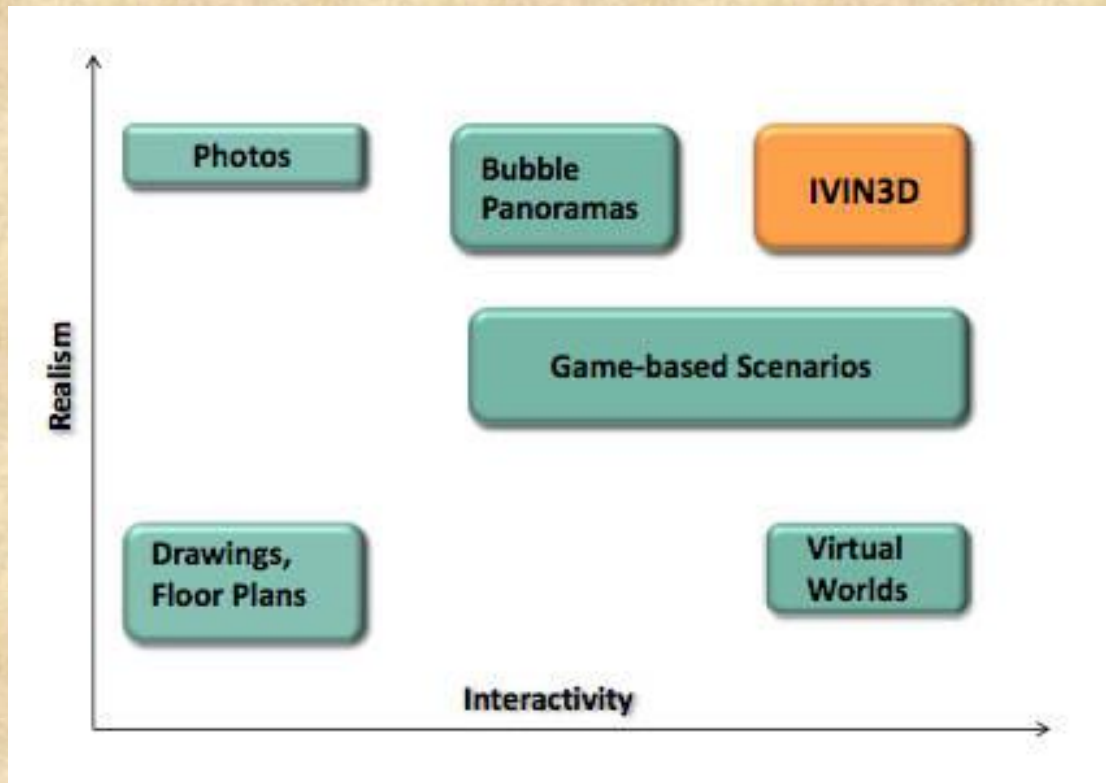 Photos
Bubble
Panoramas
IVIN3D
Realism
Game-based Scenarios
Drawings,
Floor Plans
Virtual
Worlds
Interactivity